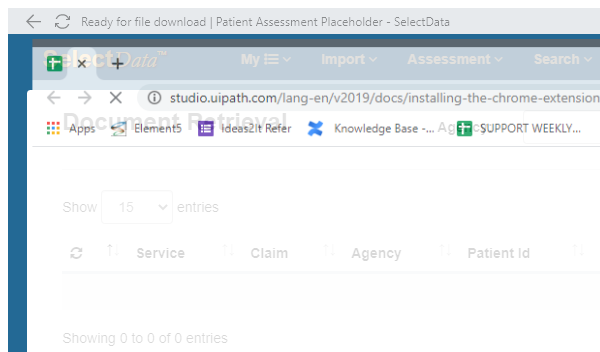 Ready for file download | Patient Assessment Placeholder - SelectData
SelectData™
My Import Assessment Search
studio.uipath.com/lang-en/v2019/docs/installing-the-chrome-extension
Document Retrieval
Apps Element5 Ideas2It Refer Knowledge Base -... SUPPORT WEEKLY...
Show 15 entries
Service Claim Agency Patient Id
Showing 0 to 0 of 0 entries